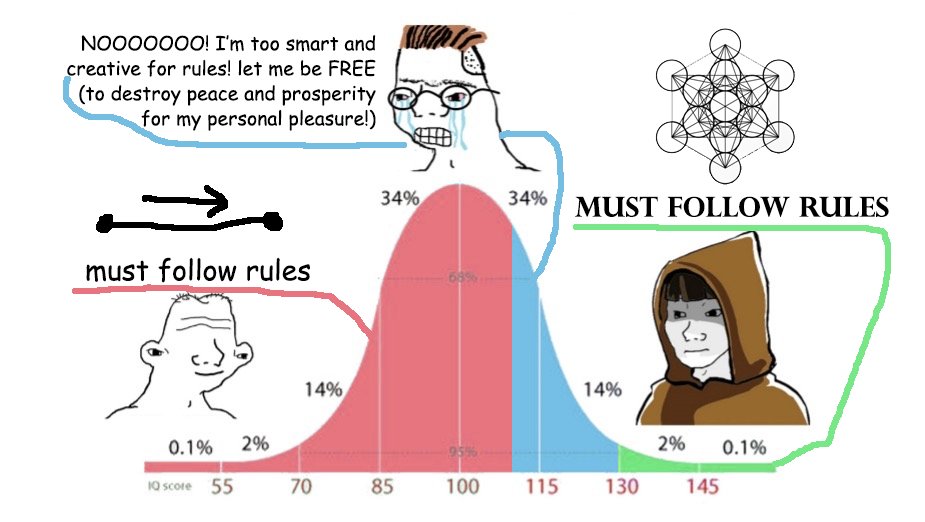 NOOOOOOO! I'm too smart and
creative for rules! let me be FREE
(to destroy peace and prosperity
for my personal pleasure!)
MUST FOLLOW RULES
must follow rules
34%
34%
68%
14%
14%
95%
0.1%
2%
2%
0.1%
IQ score 55 70 85 100 115 130 145